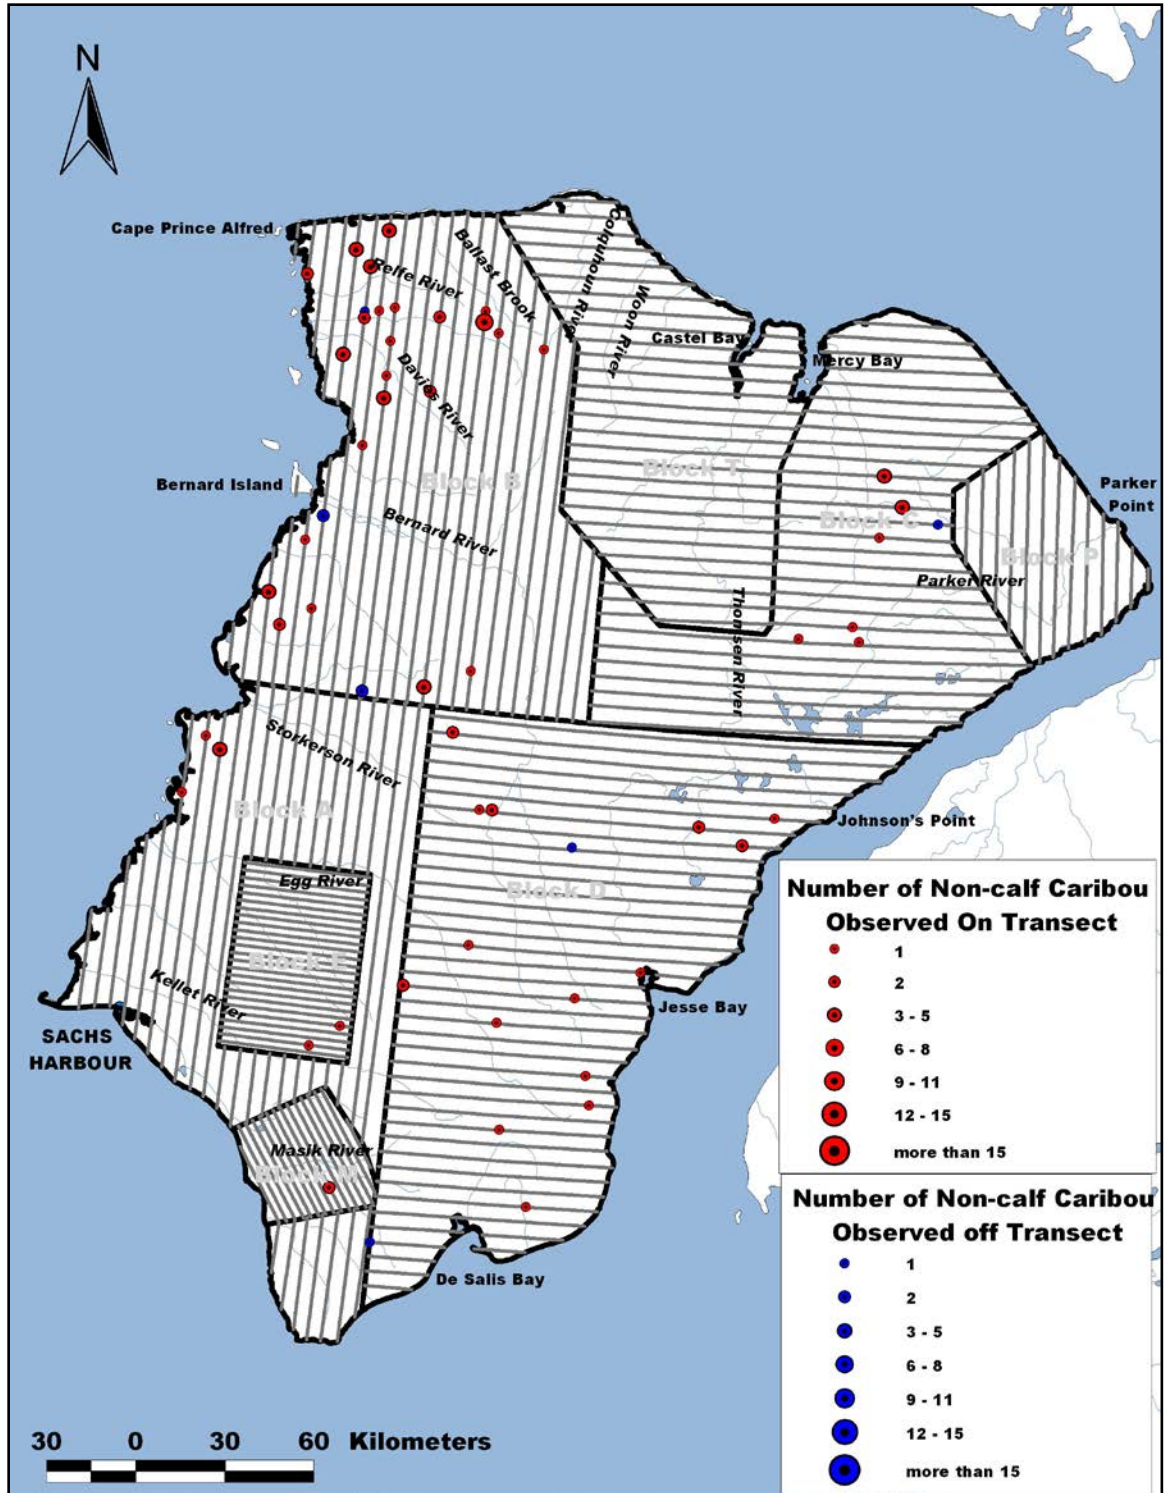 N
Cape Prince Alfred
Colquhoun River
Ballast Brook
Relfe River
Woon River
Castel Bay
Mercy Bay
Davies River
Block T
Block B
Bernard Island
Parker
Point
Block C
Bernard River
Block P
Parker River
Thomsen River
Storkerson River
Block A
Johnson's Point
Egg River
Block D
Block E
Kellet River
Jesse Bay
SACHS
HARBOUR
Masik River
Block M
De Salis Bay
Number of Non-calf Caribou
Observed On Transect
1
2
3 - 5
6 - 8
9 - 11
12 - 15
more than 15
Number of Non-calf Caribou
Observed off Transect
1
2
3 - 5
6 - 8
9 - 11
12 - 15
more than 15
30 0 30 60 Kilometers